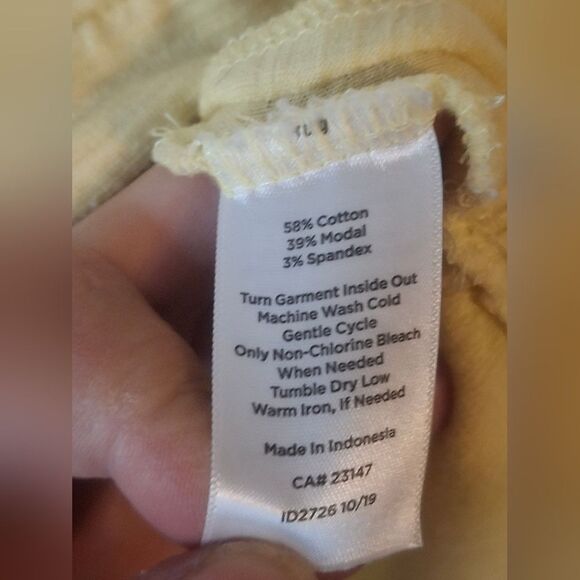 58% Cotton
39% Modal
3% Spandex
Turn Garment Inside Out
Machine Wash Cold
Gentle Cycle
Only Non-Chlorine Bleach
When Needed
Tumble Dry Low
Warm Iron, If Needed
Made In Indonesia
CA# 23147
ID2726 10/19